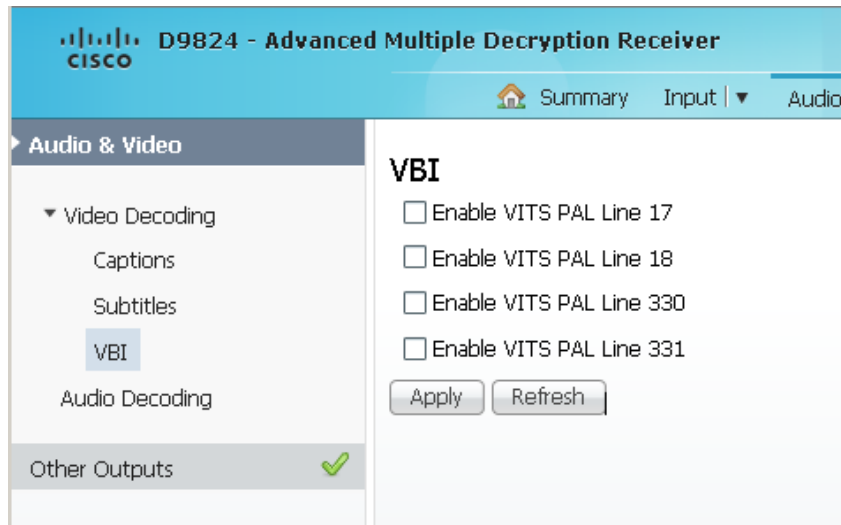 CISCO D9824 - Advanced Multiple Decryption Receiver
Summary Input Audio
Audio & Video
Video Decoding
Captions
Subtitles
VBI
Audio Decoding
Other Outputs
VBI
Enable VITS PAL Line 17
Enable VITS PAL Line 18
Enable VITS PAL Line 330
Enable VITS PAL Line 331
Apply Refresh